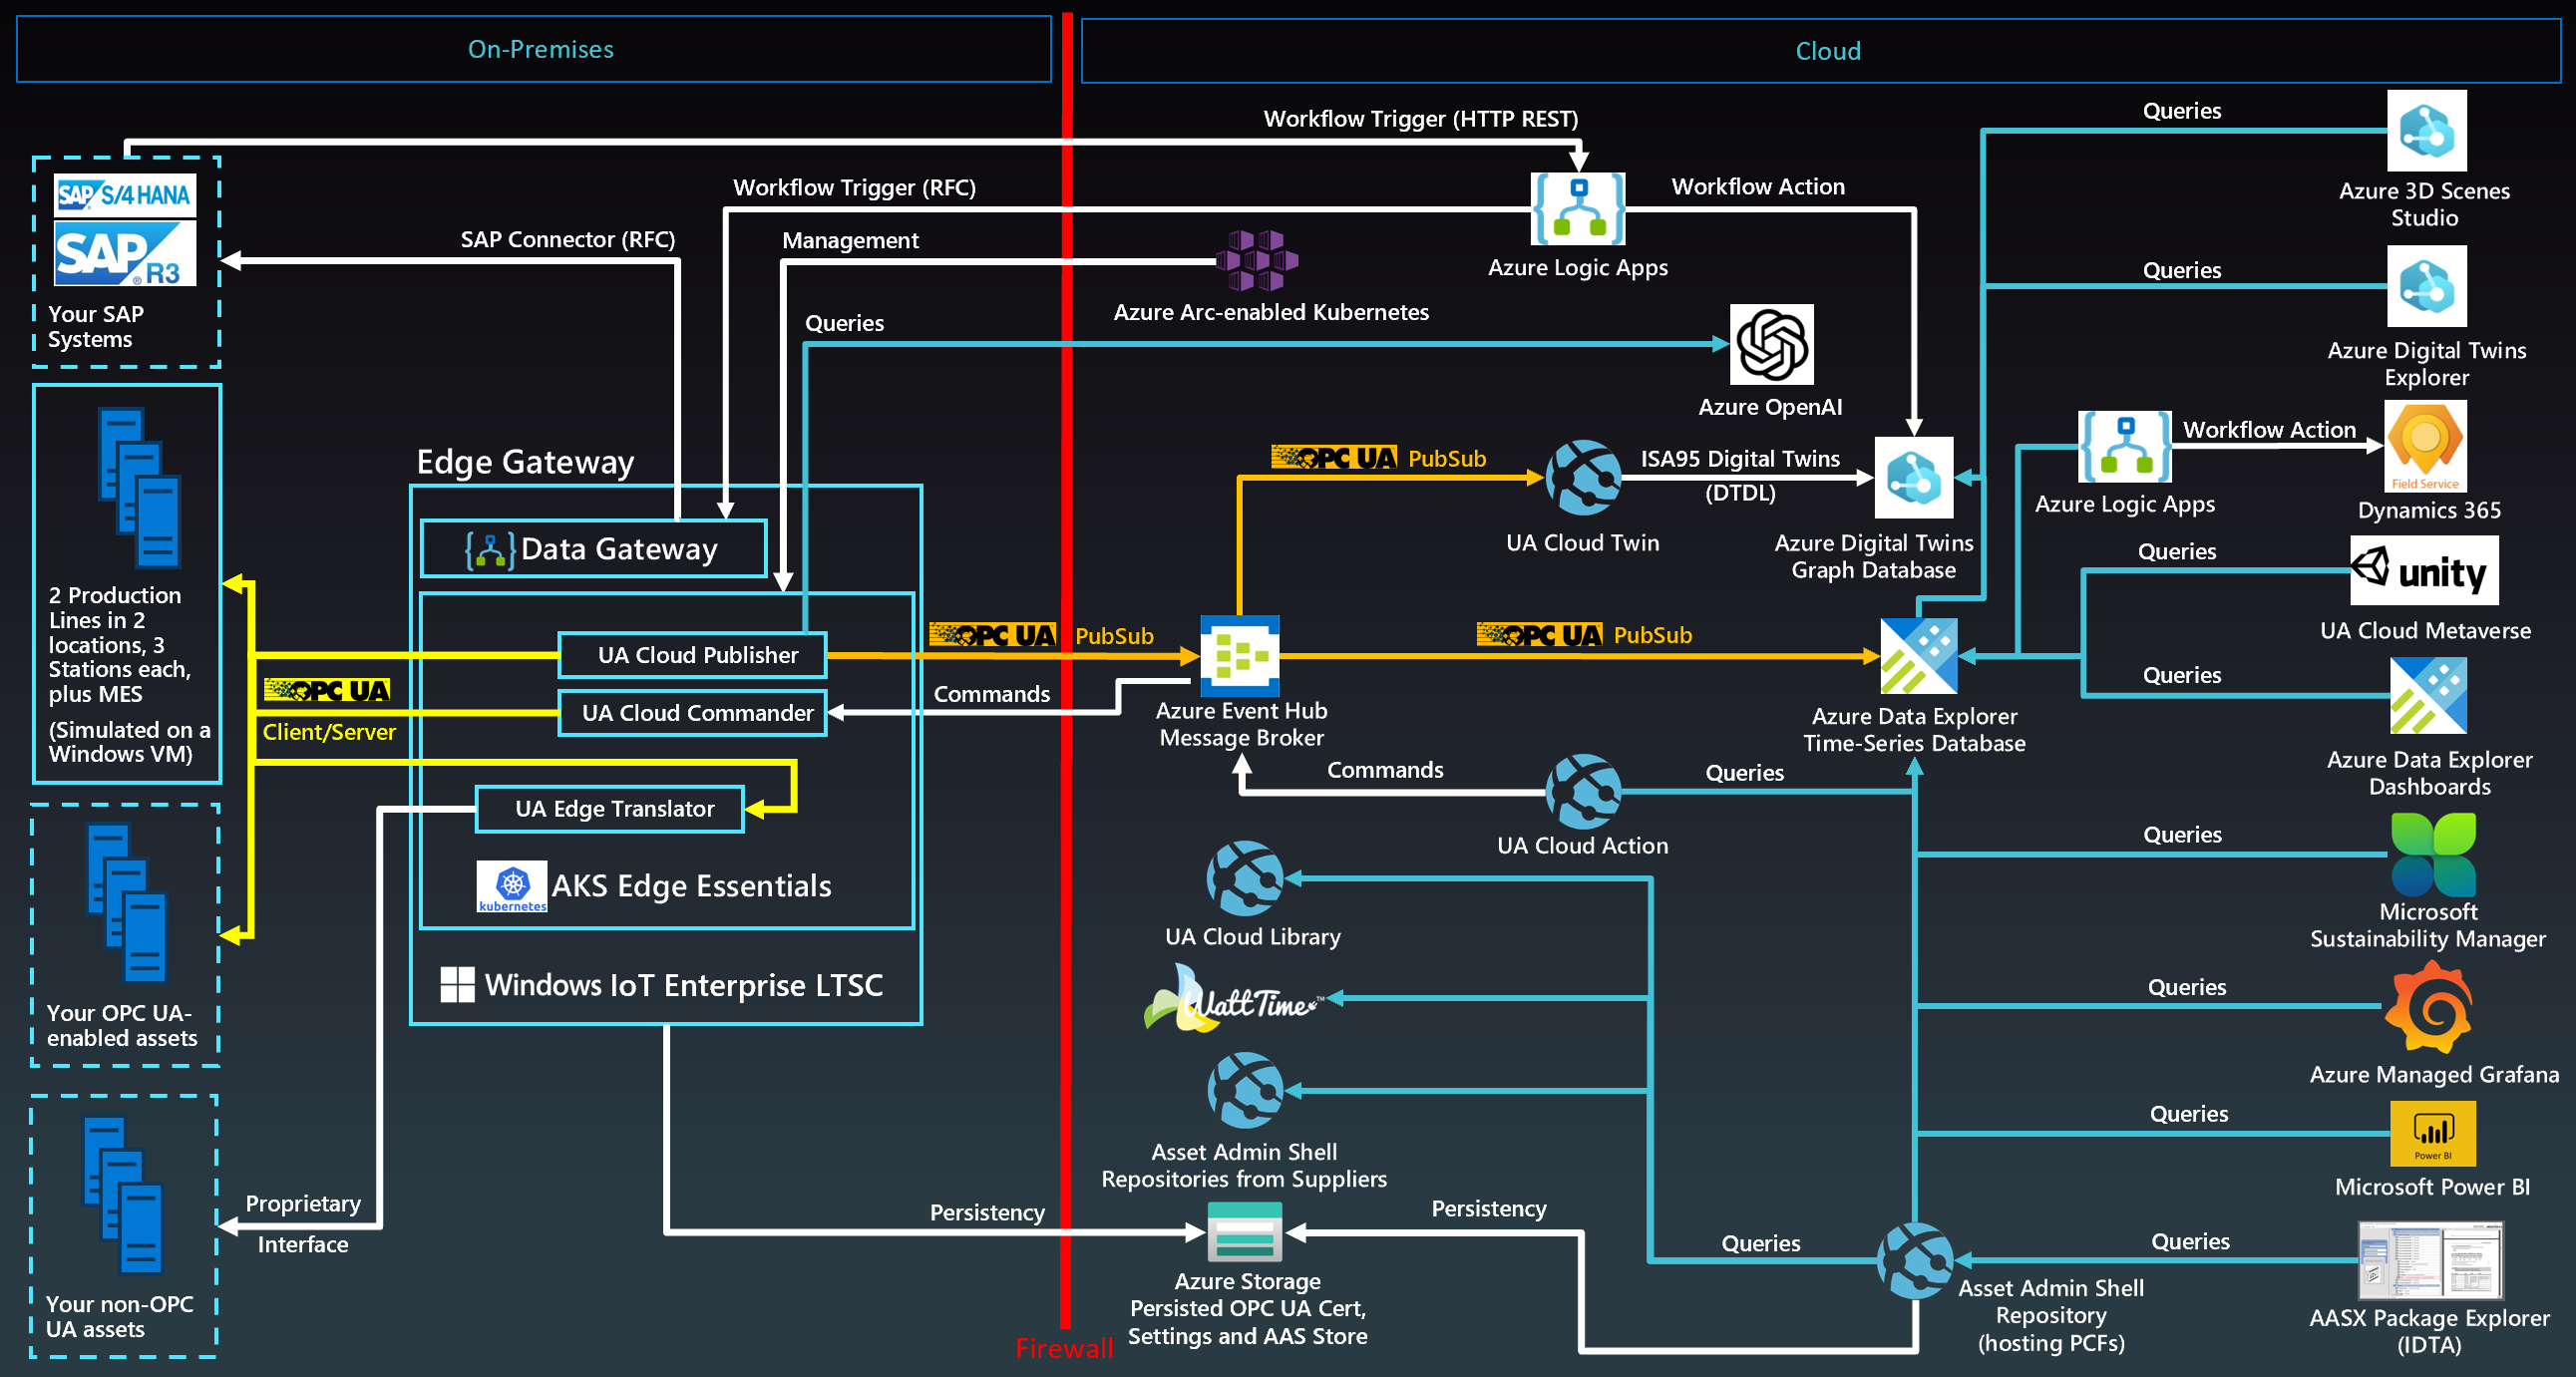 On-Premises
Cloud
Workflow Trigger (HTTP REST)
Queries
SAP S/4 HANA
SAP R3
Your SAP
Systems
SAP Connector (RFC)
Workflow Trigger (RFC)
Management
Queries
Azure Arc-enabled Kubernetes
Azure Logic Apps
Workflow Action
Azure 3D Scenes
Studio
Queries
Azure Digital Twins
Explorer
Azure OpenAI
Azure Logic Apps
Workflow Action
Field Service
Dynamics 365
2 Production
Lines in 2
locations, 3
Stations each,
plus MES
(Simulated on a
Windows VM)
OPC UA
Client/Server
Edge Gateway
Data Gateway
UA Cloud Publisher
UA Cloud Commander
UA Edge Translator
kubernetes
AKS Edge Essentials
Windows IoT Enterprise LTSC
OPC UA PubSub
Commands
OPC UA PubSub
UA Cloud Twin
ISA95 Digital Twins
(DTDL)
Azure Digital Twins
Graph Database
Azure Event Hub
Message Broker
OPC UA PubSub
Azure Data Explorer
Time-Series Database
Queries
unity
UA Cloud Metaverse
Queries
Azure Data Explorer
Dashboards
Commands
UA Cloud Action
Queries
Queries
Microsoft
Sustainability Manager
UA Cloud Library
WattTime™
Queries
Azure Managed Grafana
Asset Admin Shell
Repositories from Suppliers
Queries
Power BI
Microsoft Power BI
Your OPC UA-
enabled assets
Proprietary
Interface
Your non-OPC
UA assets
Persistency
Firewall
Azure Storage
Persisted OPC UA Cert,
Settings and AAS Store
Persistency
Queries
Asset Admin Shell
Repository
(hosting PCFs)
Queries
AASX Package Explorer
(IDTA)